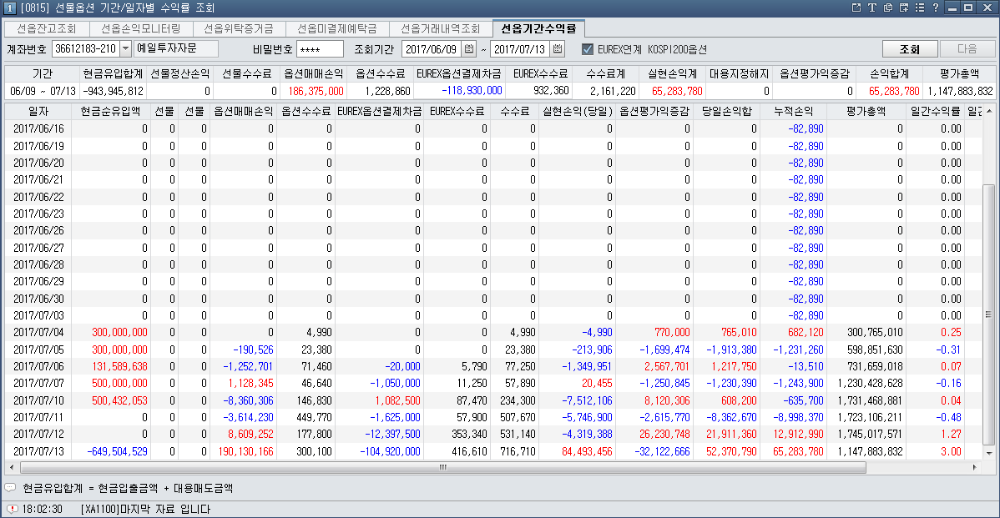 1 [0815] 선물옵션 기간/일자별 수익률 조회
선옵잔고조회 선옵손익모니터링 선옵위탁증거금 선옵미결제예탁금 선옵거래내역조회 선옵기간수익률
계좌번호 36612183-210 예일투자자문 비밀번호 **** 조회기간 2017/06/09 ~ 2017/07/13 EUREX연계 KOSPI200옵션 조회 다음
기간 현금유입합계 선물정산손익 선물수수료 옵션매매손익 옵션수수료 EUREX옵션결제차금 EUREX수수료 수수료계 실현손익계 대용지정해지 옵션평가익증감 손익합계 평가총액
06/09 ~ 07/13 -943,945,812 0 0 186,375,000 1,228,860 -118,930,000 932,360 2,161,220 65,283,780 0 0 65,283,780 1,147,883,832
일자 현금순유입액 선물 선물 옵션매매손익 옵션수수료 EUREX옵션결제차금 EUREX수수료 수수료 실현손익(당일) 옵션평가익증감 당일손익합 누적손익 평가총액 일간수익률 일간
2017/06/16 0 0 0 0 0 0 0 0 0 0 0 -82,890 0 0.00
2017/06/19 0 0 0 0 0 0 0 0 0 0 0 -82,890 0 0.00
2017/06/20 0 0 0 0 0 0 0 0 0 0 0 -82,890 0 0.00
2017/06/21 0 0 0 0 0 0 0 0 0 0 0 -82,890 0 0.00
2017/06/22 0 0 0 0 0 0 0 0 0 0 0 -82,890 0 0.00
2017/06/23 0 0 0 0 0 0 0 0 0 0 0 -82,890 0 0.00
2017/06/26 0 0 0 0 0 0 0 0 0 0 0 -82,890 0 0.00
2017/06/27 0 0 0 0 0 0 0 0 0 0 0 -82,890 0 0.00
2017/06/28 0 0 0 0 0 0 0 0 0 0 0 -82,890 0 0.00
2017/06/29 0 0 0 0 0 0 0 0 0 0 0 -82,890 0 0.00
2017/06/30 0 0 0 0 0 0 0 0 0 0 0 -82,890 0 0.00
2017/07/03 0 0 0 0 0 0 0 0 0 0 0 -82,890 0 0.00
2017/07/04 300,000,000 0 0 0 4,990 0 0 4,990 -4,990 770,000 765,010 682,120 300,765,010 0.25
2017/07/05 300,000,000 0 0 -190,526 23,380 0 0 23,380 -213,906 -1,699,474 -1,913,380 -1,231,260 598,851,630 -0.31
2017/07/06 131,589,638 0 0 -1,252,701 71,460 -20,000 5,790 77,250 -1,349,951 2,567,701 1,217,750 -13,510 731,659,018 0.07
2017/07/07 500,000,000 0 0 1,128,345 46,640 -1,050,000 11,250 57,890 20,455 -1,250,845 -1,230,390 -1,243,900 1,230,428,628 -0.16
2017/07/10 500,432,053 0 0 -8,360,306 146,830 1,082,500 87,470 234,300 -7,512,106 8,120,306 608,200 -635,700 1,731,468,881 0.04
2017/07/11 0 0 0 -3,614,230 449,770 -1,625,000 57,900 507,670 -5,746,900 -2,615,770 -8,362,670 -8,998,370 1,723,106,211 -0.48
2017/07/12 0 0 0 8,609,252 177,800 -12,397,500 353,340 531,140 -4,319,388 26,230,748 21,911,360 12,912,990 1,745,017,571 1.27
2017/07/13 -649,504,529 0 0 190,130,166 300,100 -104,920,000 416,610 716,710 84,493,456 -32,122,666 52,370,790 65,283,780 1,147,883,832 3.00
현금유입합계 = 현금입출금액 + 대용매도금액
18:02:30 [XA1100]마지막 자료 입니다